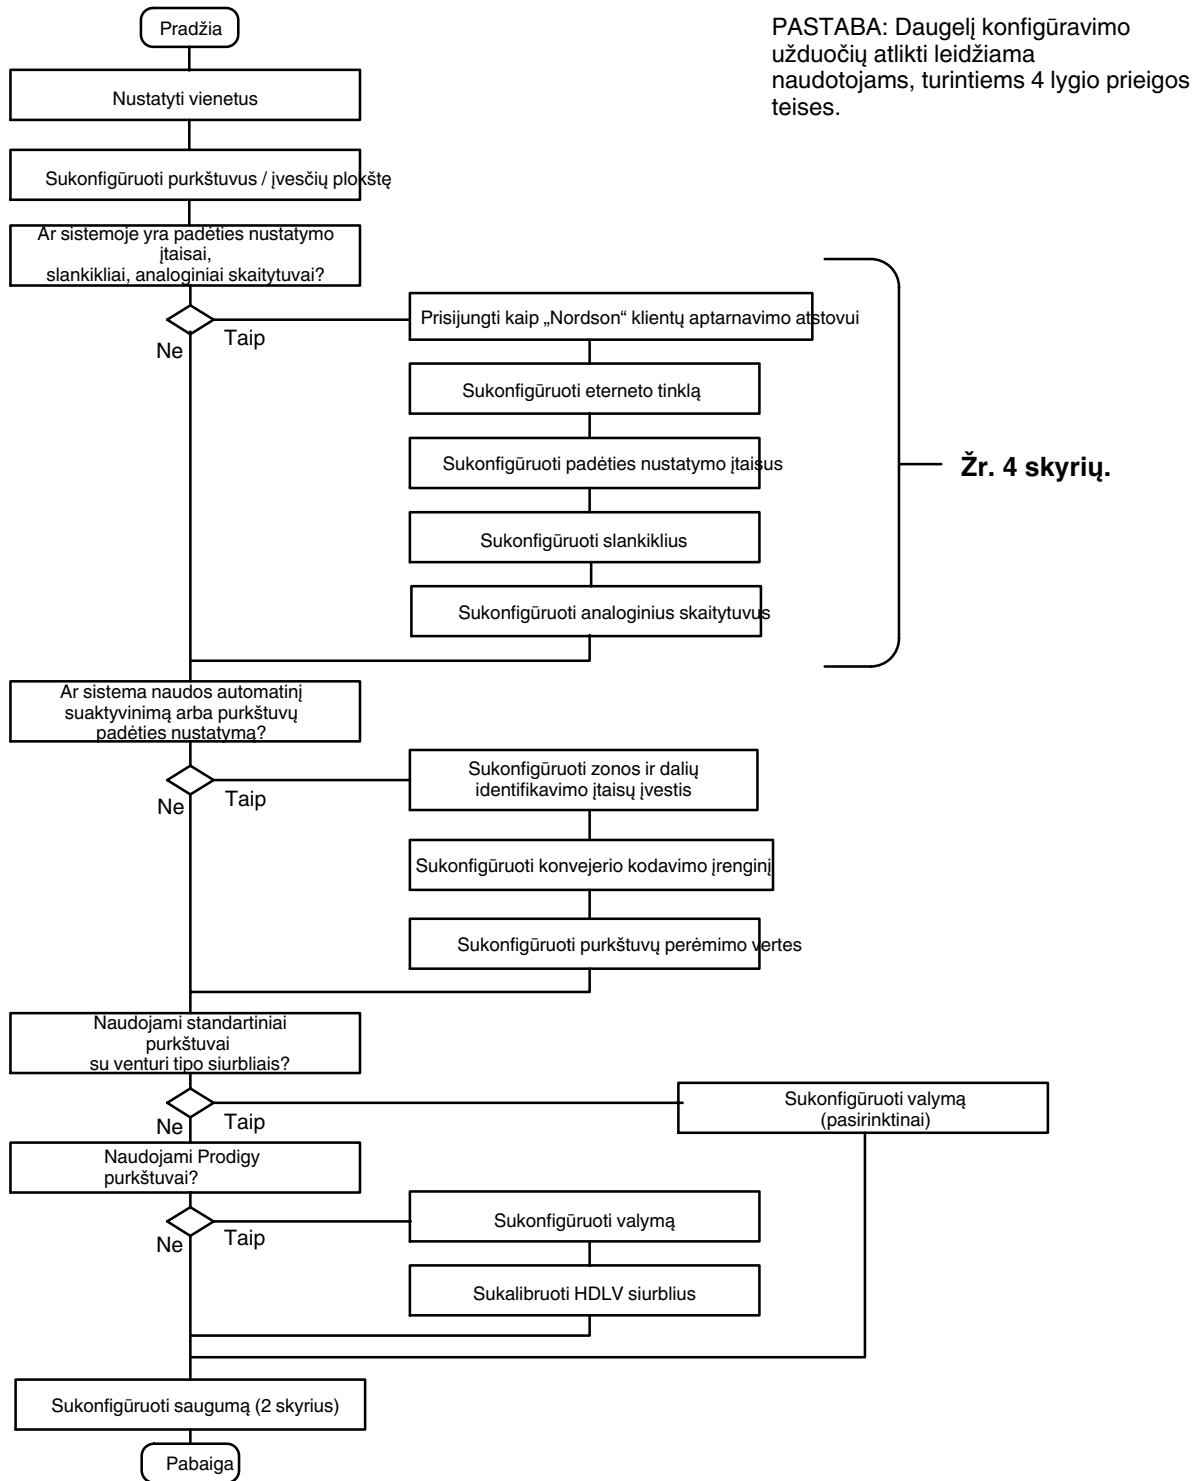 Pradžia
PASTABA: Daugelį konfigūravimo
užduočių atlikti leidžiama
naudotojams, turintiems 4 lygio prieigos
teises.
Nustatyti vienetus
Sukonfigūruoti purkštuvus / įvesčių plokštę
Ar sistemoje yra padėties nustatymo
įtaisai,
slankikliai, analoginiai skaitytuvai?
Ne
Taip
Prisijungti kaip „Nordson“ klientų aptarnavimo atstovui
Sukonfigūruoti eterneto tinklą
Sukonfigūruoti padėties nustatymo įtaisus
Sukonfigūruoti slankiklius
Sukonfigūruoti analoginius skaitytuvus
Žr. 4 skyrių.
Ar sistema naudos automatinį
suaktyvinimą arba purkštuvų
padėties nustatymą?
Ne
Taip
Sukonfigūruoti zonos ir dalių
identifikavimo įtaisų įvestis
Sukonfigūruoti konvejerio kodavimo įrenginį
Sukonfigūruoti purkštuvų perėmimo vertes
Naudojami standartiniai
purkštuvai
su venturi tipo siurbliais?
Ne
Taip
Sukonfigūruoti valymą
(pasirinktinai)
Naudojami Prodigy
purkštuvai?
Ne
Taip
Sukonfigūruoti valymą
Sukalibruoti HDLV siurblius
Sukonfigūruoti saugumą (2 skyrius)
Pabaiga